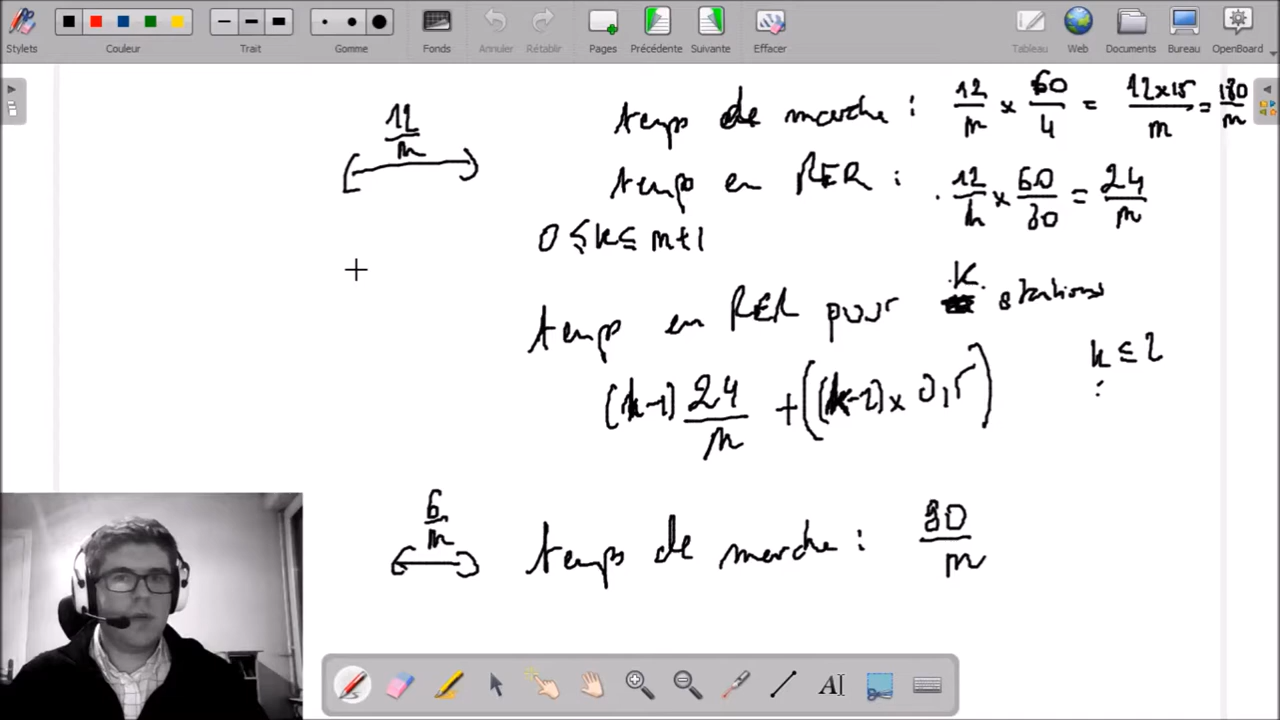 Stylets Couleur Trait Gomme Fonds Annuler Rétablir Pages Précédente Suivante Effacer Tableau Web Documents Bureau OpenBoard
12/m
temps de marche : 12/m × 60/4 = 12×15/m = 180/m
temps en RER : 12/m × 60/30 = 24/m
0 ≤ k ≤ m+1
temps en RER pour k stations
k ≤ 2
(k-1) 24/m + ((k-2) × 0,5)
6/m
temps de marche : 90/m
AI